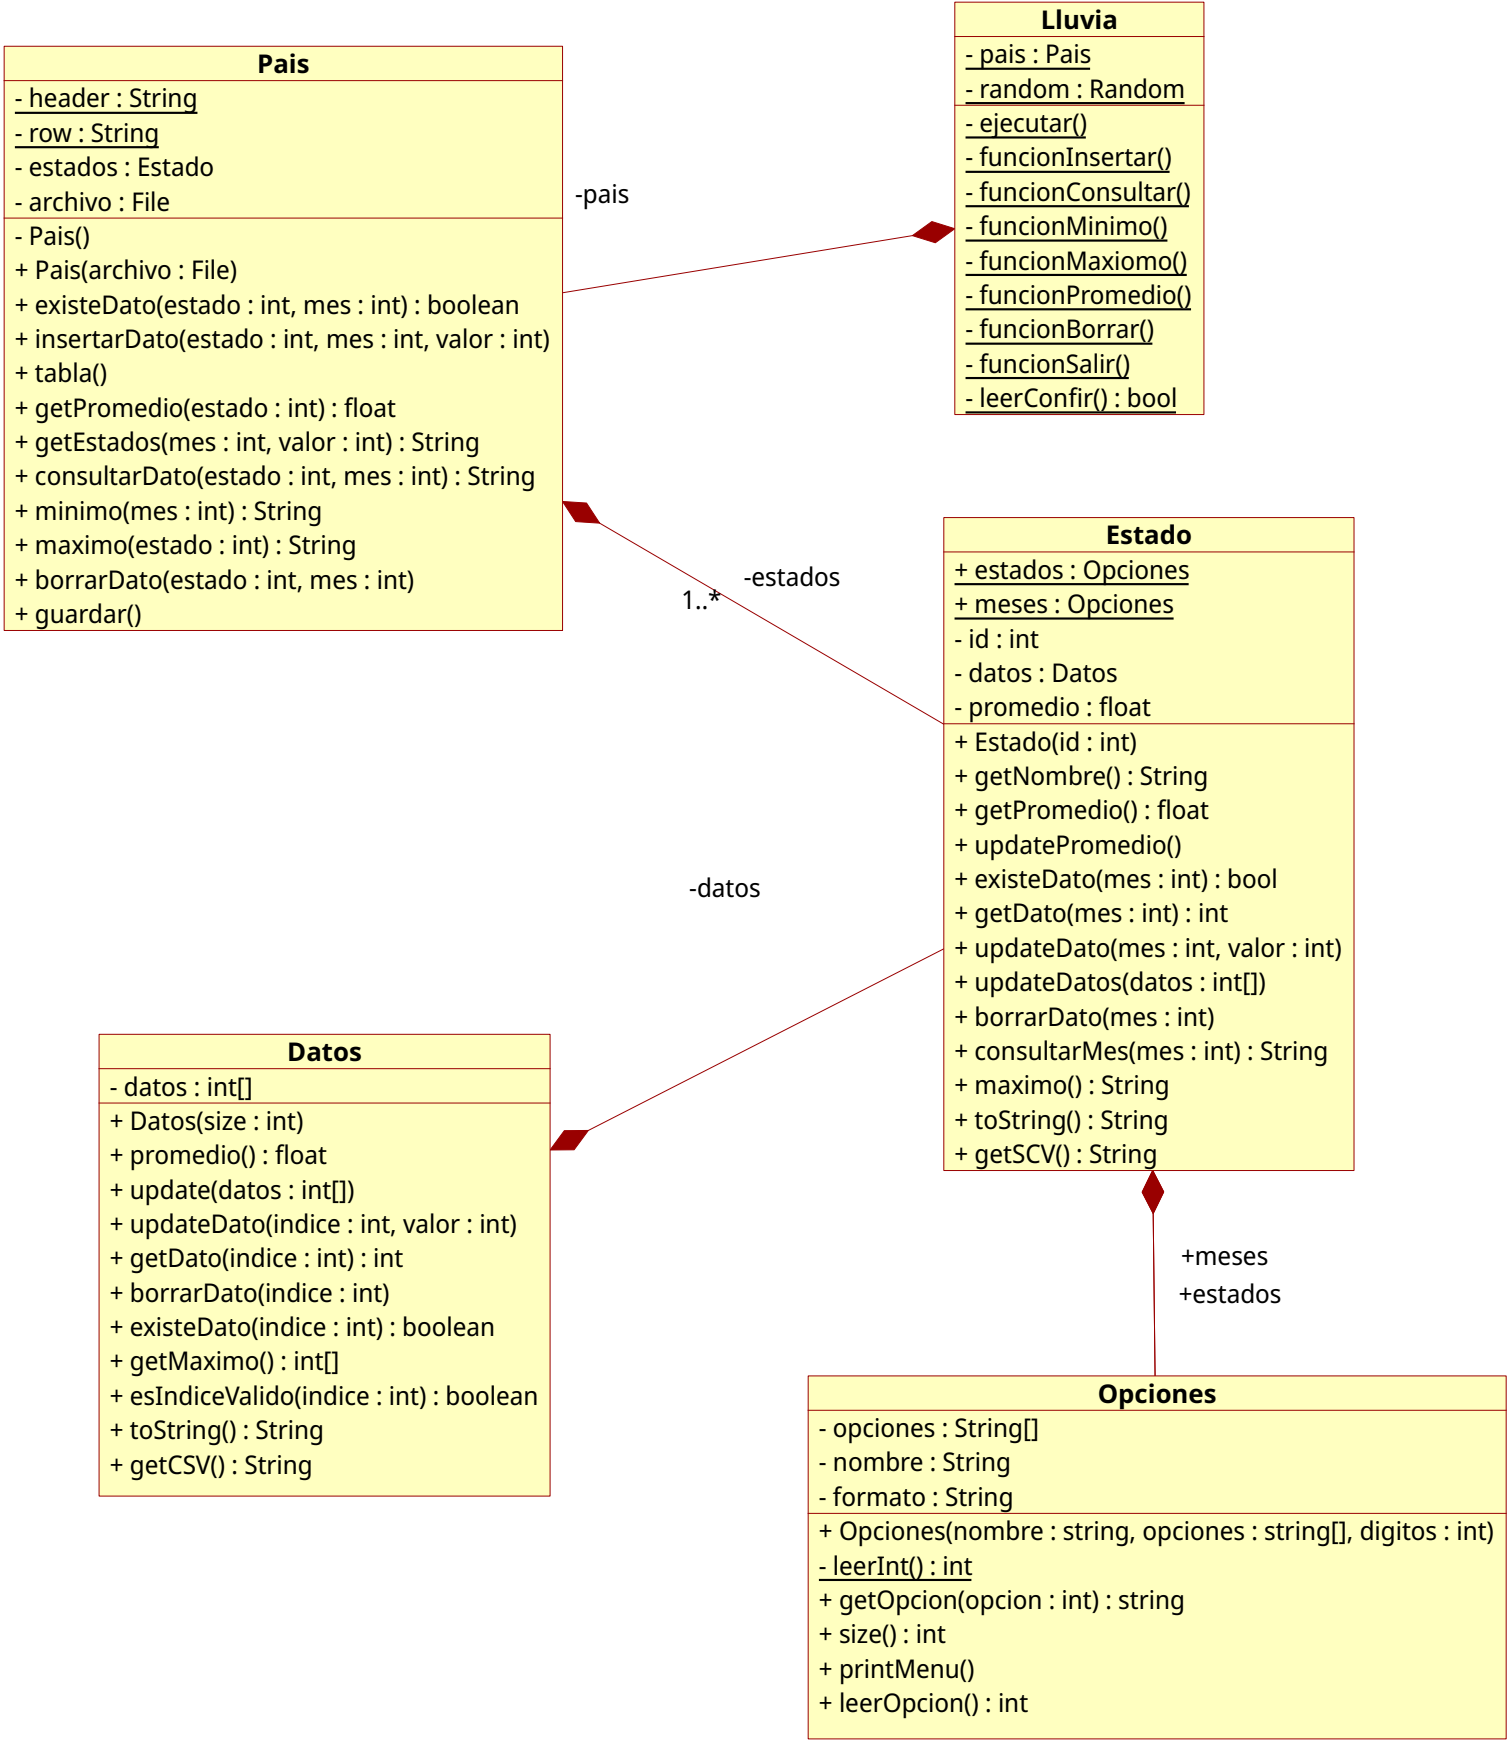 Pais
- header : String
- row : String
- estados : Estado
- archivo : File
- Pais()
+ Pais(archivo : File)
+ existeDato(estado : int, mes : int) : boolean
+ insertarDato(estado : int, mes : int, valor : int)
+ tabla()
+ getPromedio(estado : int) : float
+ getEstados(mes : int, valor : int) : String
+ consultarDato(estado : int, mes : int) : String
+ minimo(mes : int) : String
+ maximo(estado : int) : String
+ borrarDato(estado : int, mes : int)
+ guardar()
-pais
Lluvia
- pais : Pais
- random : Random
- ejecutar()
- funcionInsertar()
- funcionConsultar()
- funcionMinimo()
- funcionMaxiomo()
- funcionPromedio()
- funcionBorrar()
- funcionSalir()
- leerConfir() : bool
-estados
1..*
Estado
+ estados : Opciones
+ meses : Opciones
- id : int
- datos : Datos
- promedio : float
+ Estado(id : int)
+ getNombre() : String
+ getPromedio() : float
+ updatePromedio()
+ existeDato(mes : int) : bool
+ getDato(mes : int) : int
+ updateDato(mes : int, valor : int)
+ updateDatos(datos : int[])
+ borrarDato(mes : int)
+ consultarMes(mes : int) : String
+ maximo() : String
+ toString() : String
+ getSCV() : String
-datos
Datos
- datos : int[]
+ Datos(size : int)
+ promedio() : float
+ update(datos : int[])
+ updateDato(indice : int, valor : int)
+ getDato(indice : int) : int
+ borrarDato(indice : int)
+ existeDato(indice : int) : boolean
+ getMaximo() : int[]
+ esIndiceValido(indice : int) : boolean
+ toString() : String
+ getCSV() : String
+meses
+estados
Opciones
- opciones : String[]
- nombre : String
- formato : String
+ Opciones(nombre : string, opciones : string[], digitos : int)
- leerInt() : int
+ getOpcion(opcion : int) : string
+ size() : int
+ printMenu()
+ leerOpcion() : int